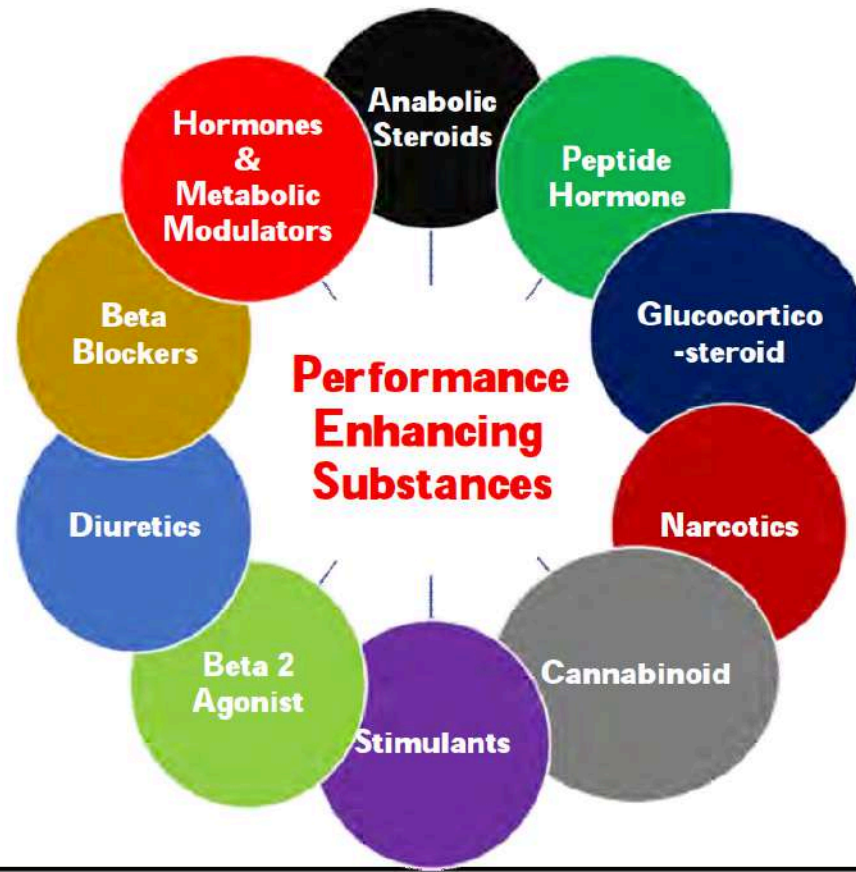 Anabolic
Steroids
Peptide
Hormone
Glucocortico
-steroid
Narcotics
Cannabinoid
Stimulants
Beta 2
Agonist
Diuretics
Beta
Blockers
Hormones
&
Metabolic
Modulators
Performance
Enhancing
Substances